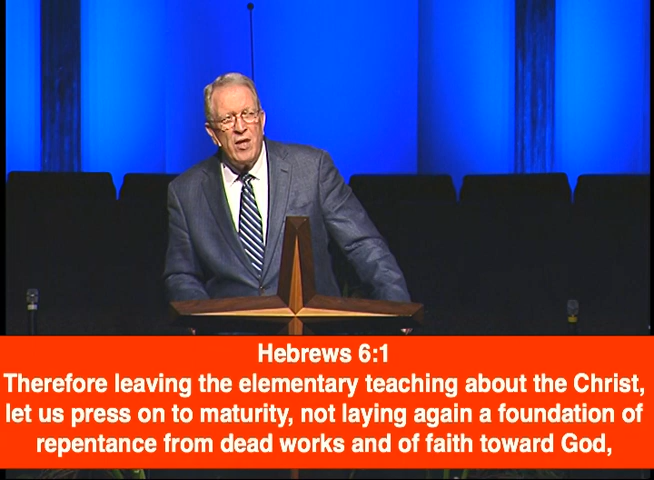 Hebrews 6:1
Therefore leaving the elementary teaching about the Christ,
let us press on to maturity, not laying again a foundation of
repentance from dead works and of faith toward God,